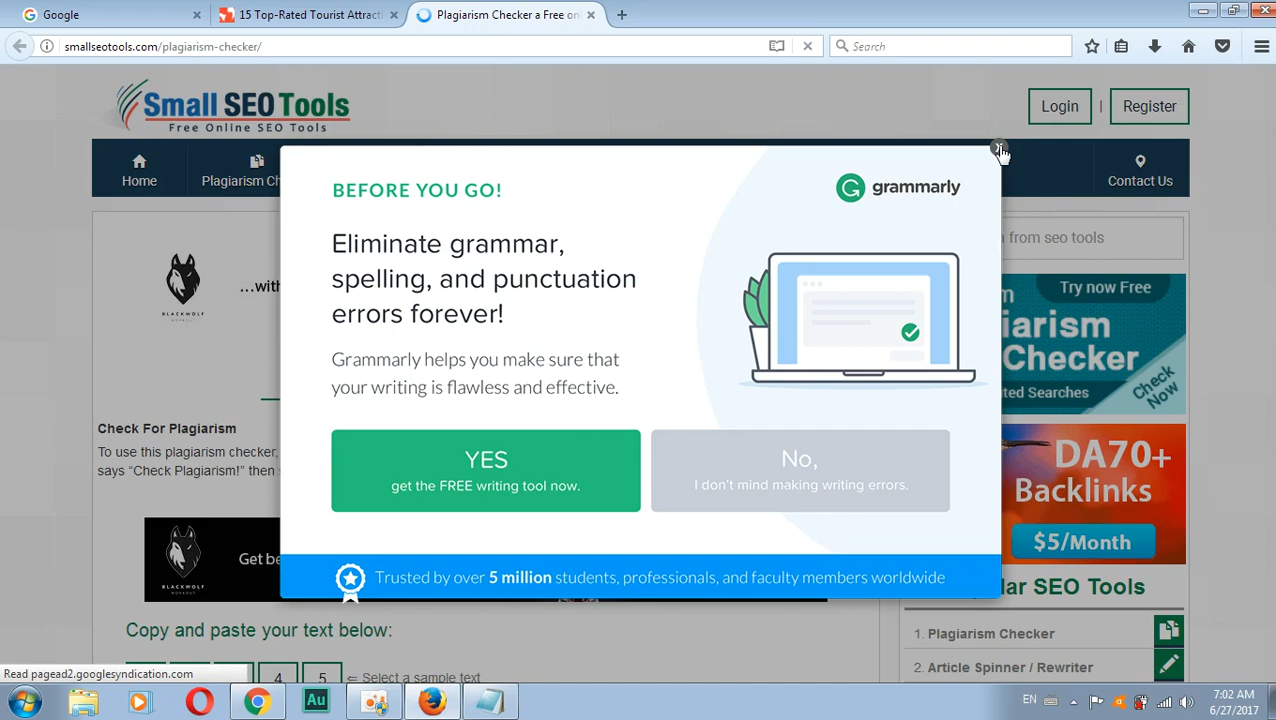 Google
15 Top-Rated Tourist Attract
Plagiarism Checker a Free on
smallseotools.com/plagiarism-checker/
Search
Small SEO Tools
Free Online SEO Tools
Login
|
Register
Home
Plagiarism Ch
Contact Us
BEFORE YOU GO!
grammarly
Eliminate grammar,
spelling, and punctuation
errors forever!
Grammarly helps you make sure that
your writing is flawless and effective.
YES
get the FREE writing tool now.
No,
I don't mind making writing errors.
Trusted by over 5 million students, professionals, and faculty members worldwide
from seo tools
...with
BLACKWOLF
Try now Free
iarism
Checker
ted Searches
Check
Now
DA70+
Backlinks
$5/Month
Check For Plagiarism
To use this plagiarism checker,
says "Check Plagiarism!" then s
Get be
lar SEO Tools
1. Plagiarism Checker
2. Article Spinner / Rewriter
Copy and paste your text below:
4
5
⇐ Select a sample text
Read pagead2.googlesyndication.com
Au
EN
7:02 AM
6/27/2017